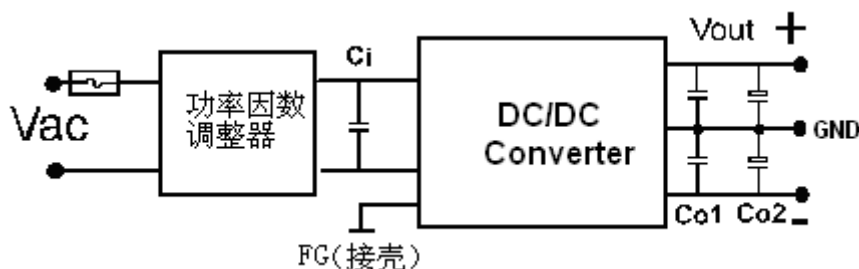 Vac
功率因数
调整器
Ci
FG(接壳)
DC/DC
Converter
Vout +
GND
Co1 Co2 -